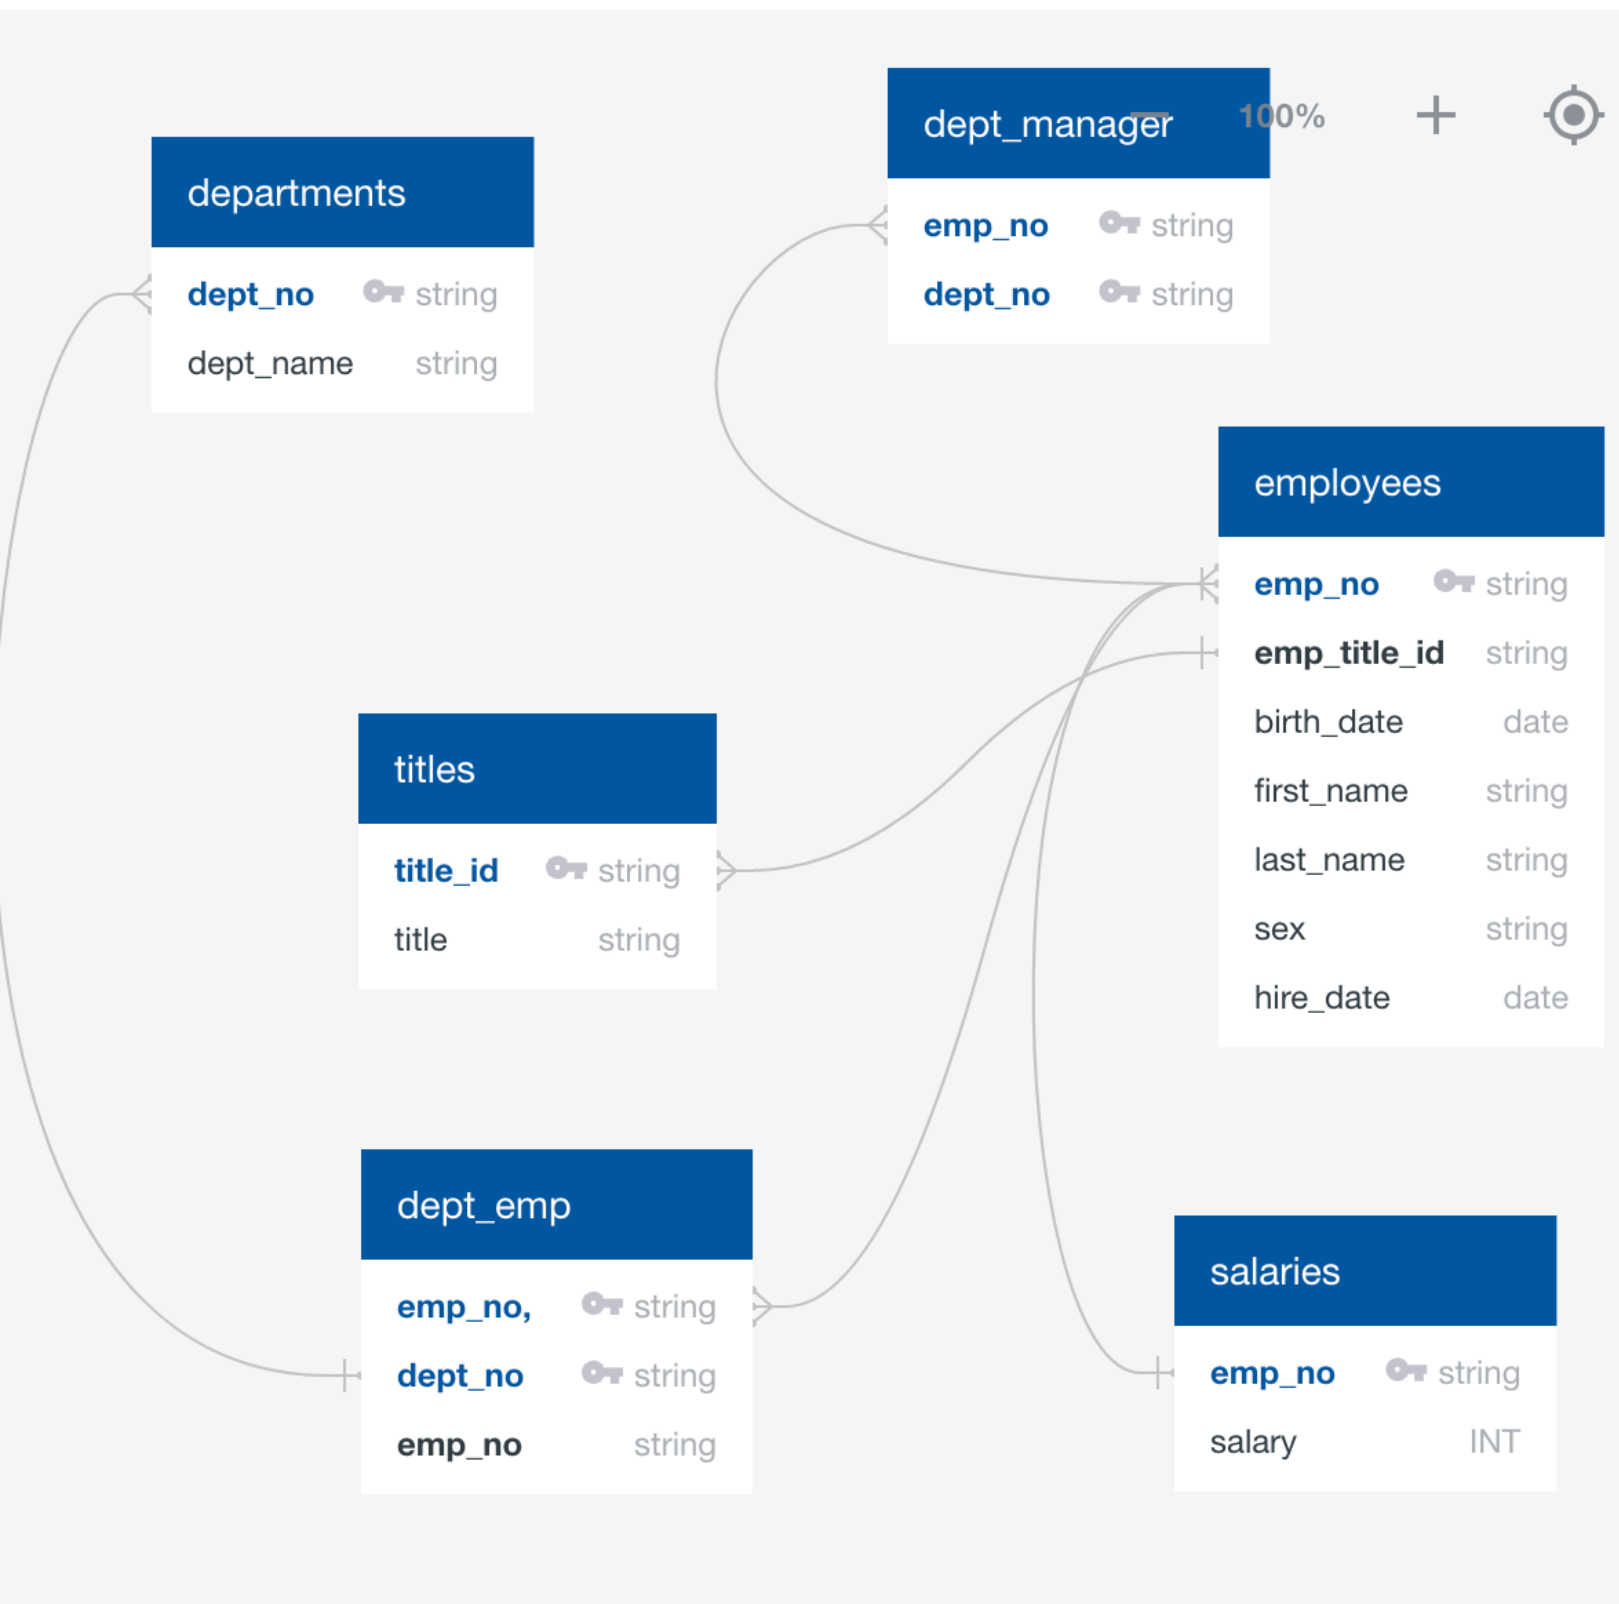 departments
dept_no string
dept_name string
dept_manager
100%
emp_no string
dept_no string
employees
emp_no string
emp_title_id string
birth_date date
first_name string
last_name string
sex string
hire_date date
titles
title_id string
title string
dept_emp
emp_no, string
dept_no string
emp_no string
salaries
emp_no string
salary INT